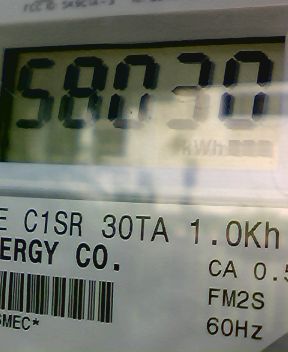 58030
kWh
E C1SR 30TA 1.0Kh
ERGY CO.
CA 0.5
FM2S
SMEC*
60Hz